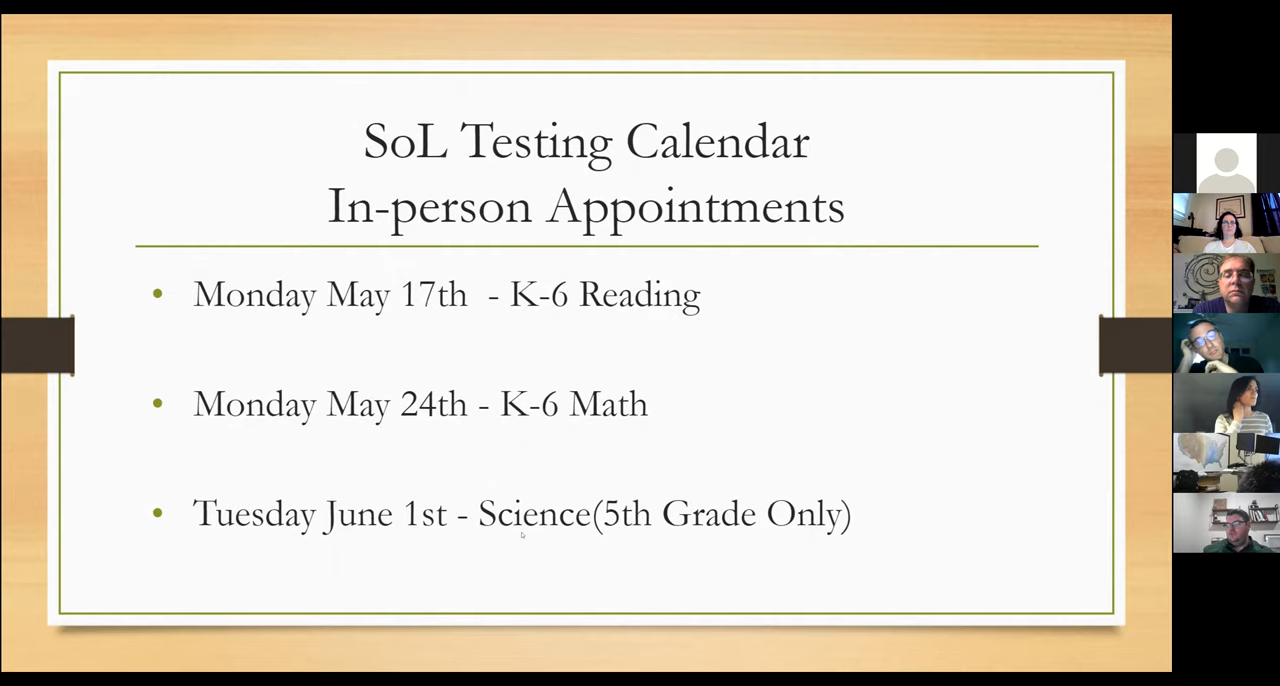 SoL Testing Calendar
In-person Appointments
• Monday May 17th - K-6 Reading
• Monday May 24th - K-6 Math
• Tuesday June 1st - Science(5th Grade Only)